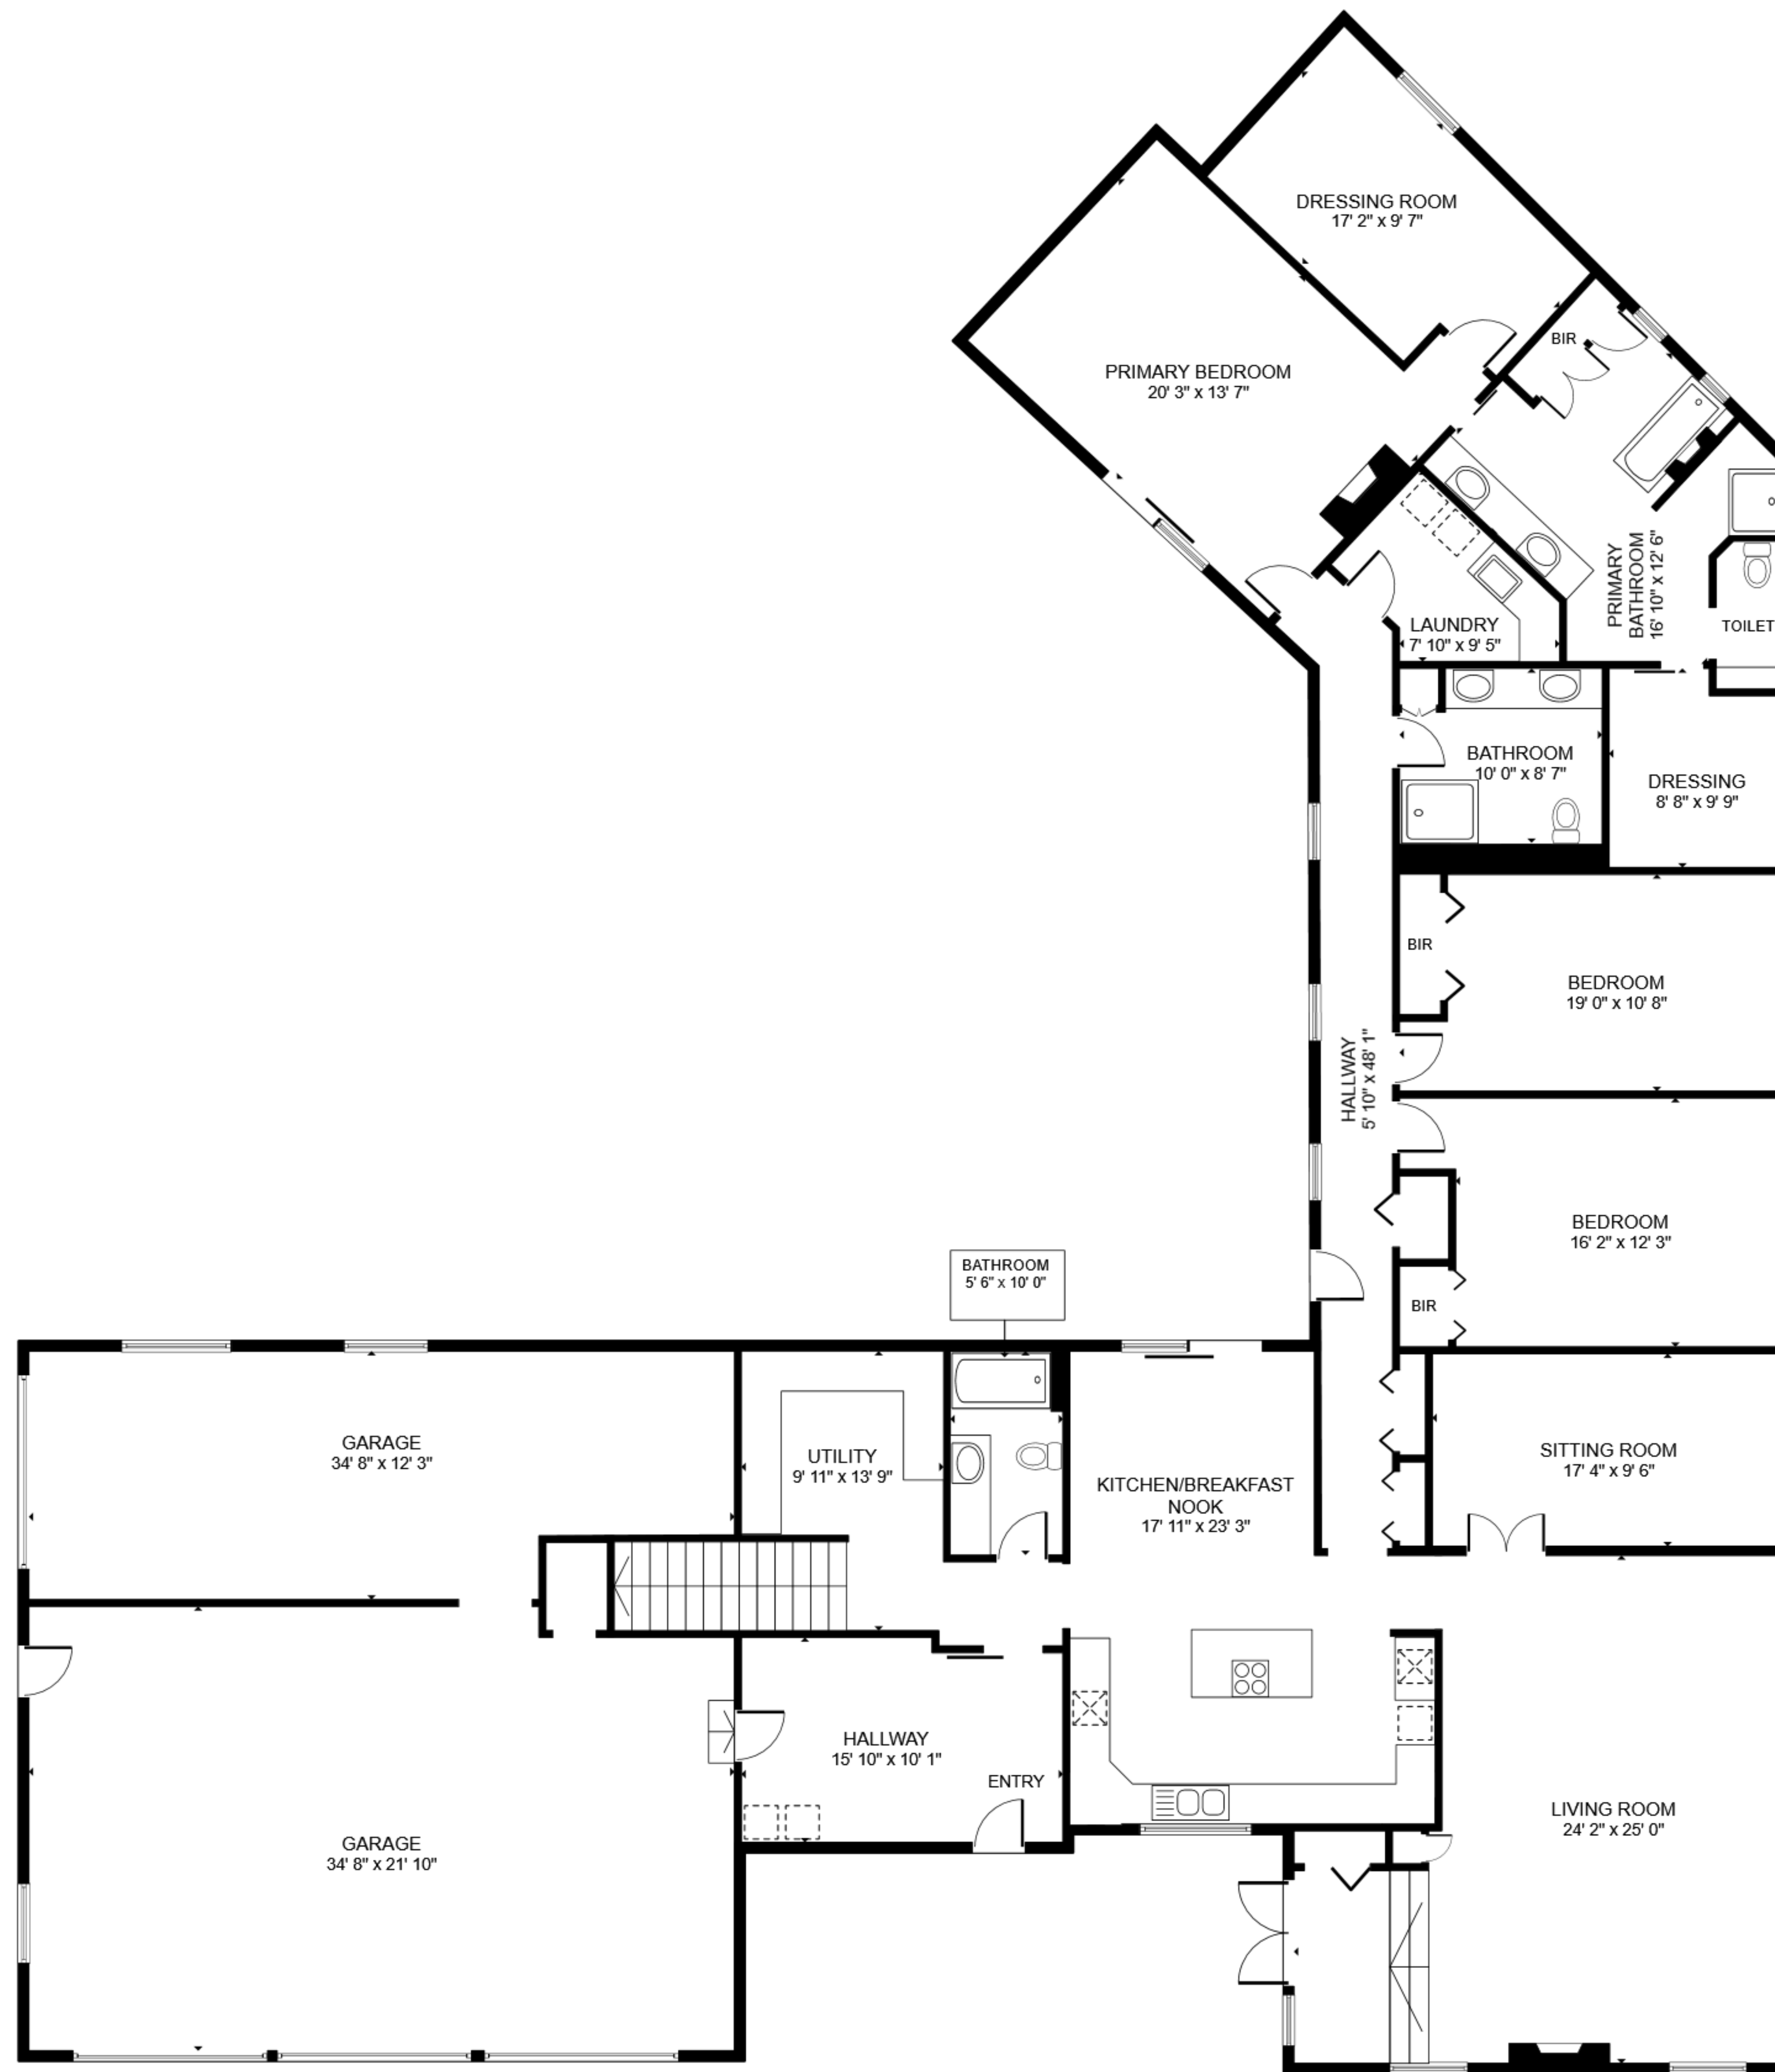 DRESSING ROOM
17' 2" x 9' 7"
BIR
PRIMARY BEDROOM
20' 3" x 13' 7"
PRIMARY
BATHROOM
16' 10" x 12' 6"
LAUNDRY
7' 10" x 9' 5"
TOILET
BATHROOM
10' 0" x 8' 7"
DRESSING
8' 8" x 9' 9"
BIR
BEDROOM
19' 0" x 10' 8"
HALLWAY
5' 10" x 48' 1"
BEDROOM
16' 2" x 12' 3"
BATHROOM
5' 6" x 10' 0"
BIR
GARAGE
34' 8" x 12' 3"
UTILITY
9' 11" x 13' 9"
KITCHEN/BREAKFAST
NOOK
17' 11" x 23' 3"
SITTING ROOM
17' 4" x 9' 6"
HALLWAY
15' 10" x 10' 1"
ENTRY
LIVING ROOM
24' 2" x 25' 0"
GARAGE
34' 8" x 21' 10"